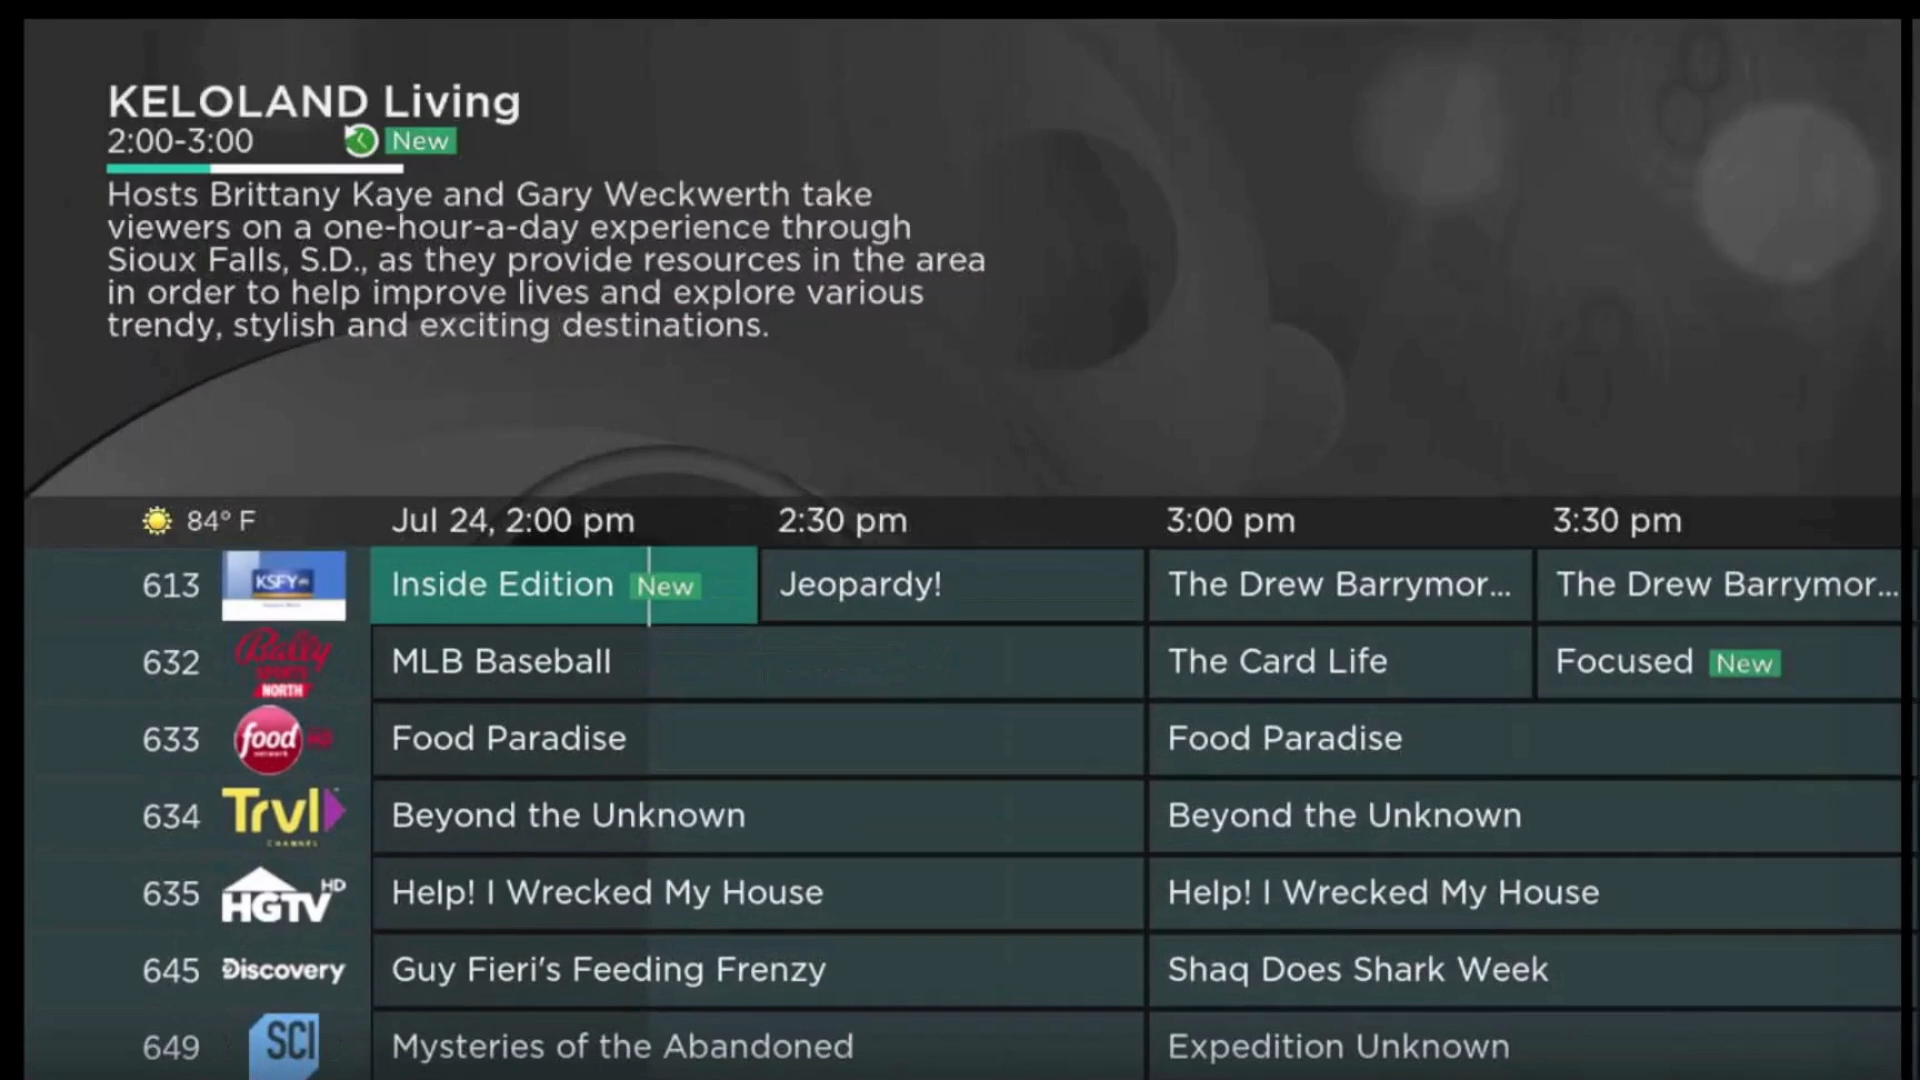 KELOLAND Living
2:00-3:00 New
Hosts Brittany Kaye and Gary Weckwerth take
viewers on a one-hour-a-day experience through
Sioux Falls, S.D., as they provide resources in the area
in order to help improve lives and explore various
trendy, stylish and exciting destinations.
84° F Jul 24, 2:00 pm 2:30 pm 3:00 pm 3:30 pm
613 KSFY Inside Edition New Jeopardy! The Drew Barrymor... The Drew Barrymor...
632 Bally SPORTS NORTH MLB Baseball The Card Life Focused New
633 food network HD Food Paradise Food Paradise
634 Trvl CHANNEL Beyond the Unknown Beyond the Unknown
635 HGTV HD Help! I Wrecked My House Help! I Wrecked My House
645 Discovery Guy Fieri's Feeding Frenzy Shaq Does Shark Week
649 SCI Mysteries of the Abandoned Expedition Unknown